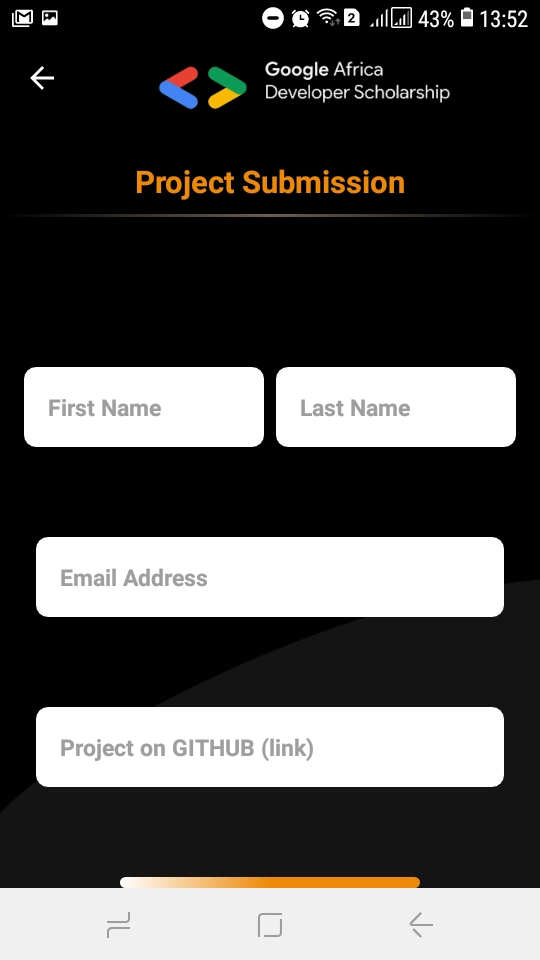 2 43% 13:52
Google Africa
Developer Scholarship
Project Submission
First Name Last Name
Email Address
Project on GITHUB (link)